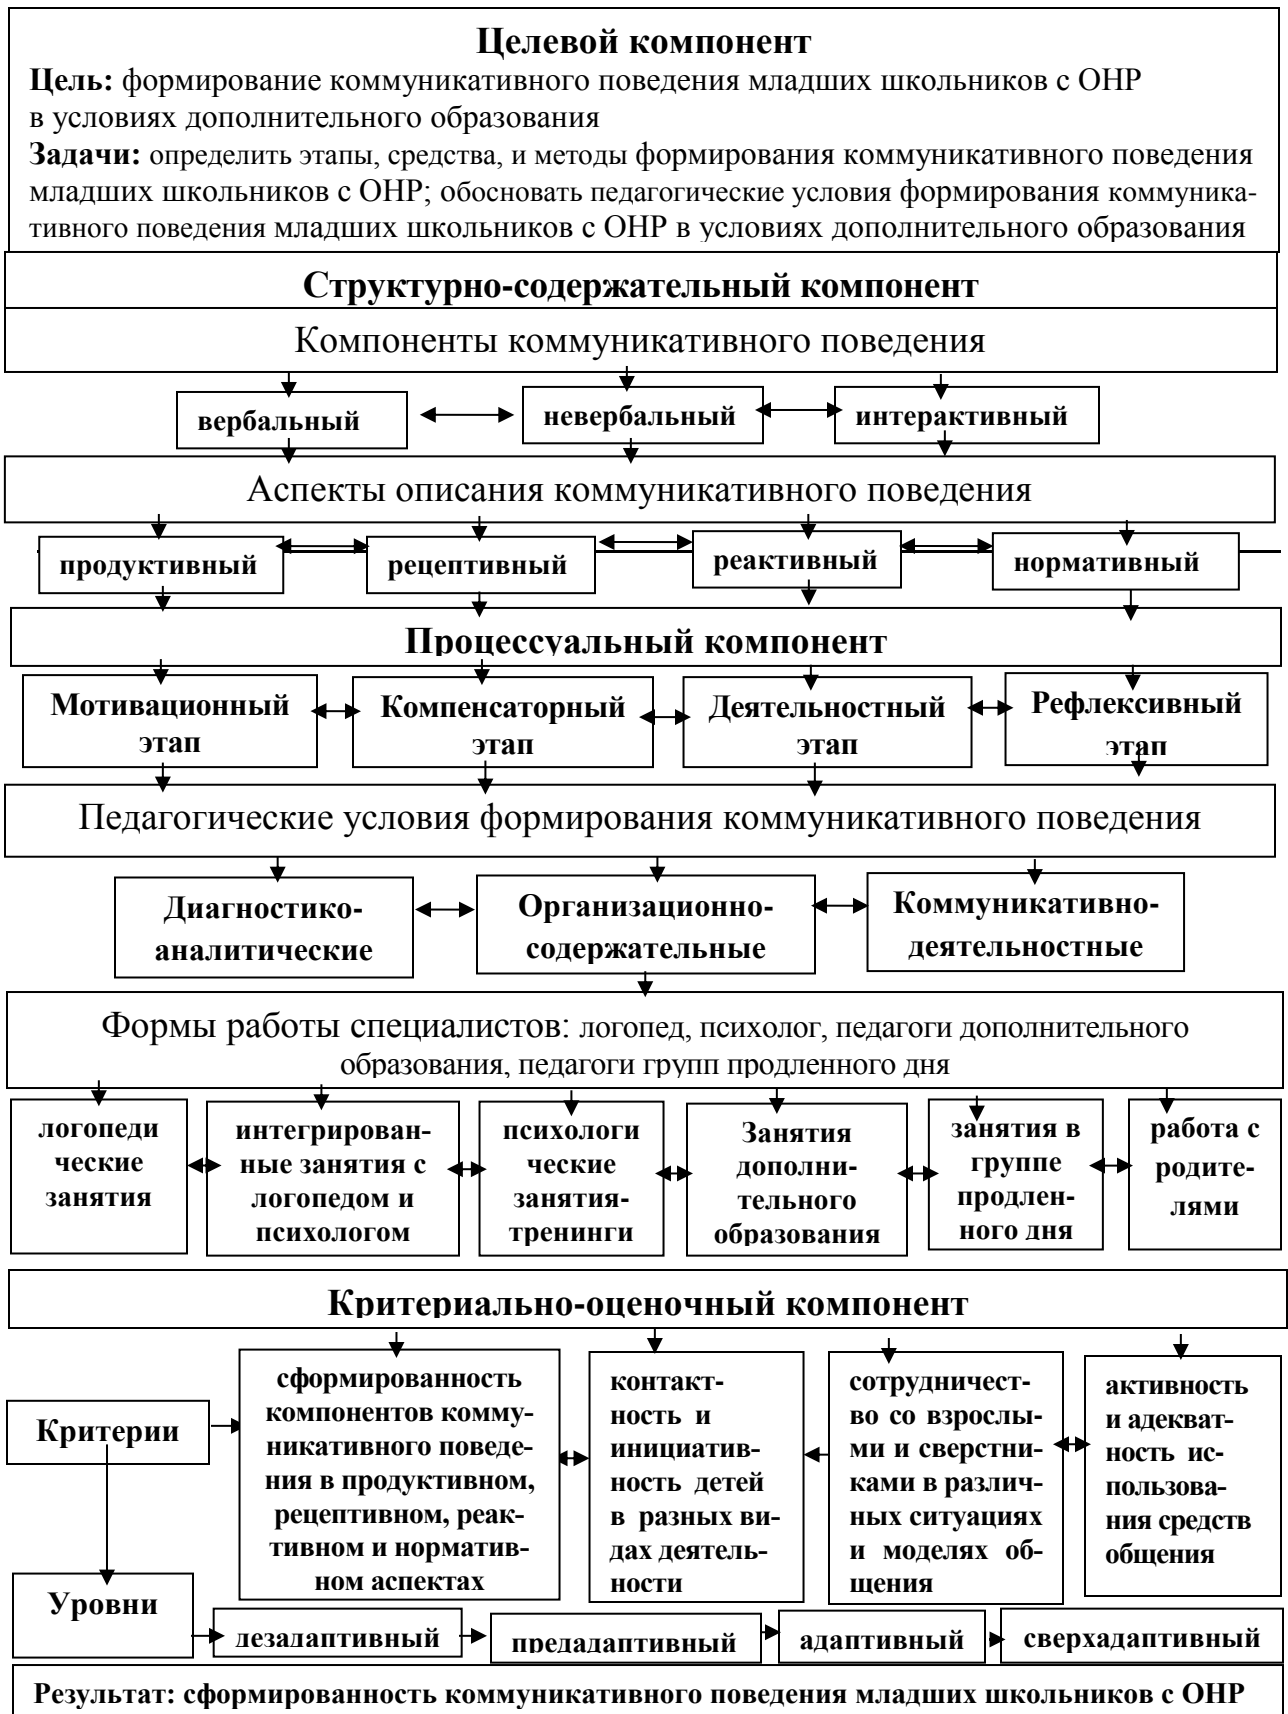 Целевой компонент
Цель: формирование коммуникативного поведения младших школьников с ОНР
в условиях дополнительного образования
Задачи: определить этапы, средства, и методы формирования коммуникативного поведения
младших школьников с ОНР; обосновать педагогические условия формирования коммуника-
тивного поведения младших школьников с ОНР в условиях дополнительного образования
Структурно-содержательный компонент
Компоненты коммуникативного поведения
вербальный
невербальный
интерактивный
Аспекты описания коммуникативного поведения
продуктивный
рецептивный
реактивный
нормативный
Процессуальный компонент
Мотивационный
этап
Компенсаторный
этап
Деятельностный
этап
Рефлексивный
этап
Педагогические условия формирования коммуникативного поведения
Диагностико-
аналитические
Организационно-
содержательные
Коммуникативно-
деятельностные
Формы работы специалистов: логопед, психолог, педагоги дополнительного
образования, педагоги групп продленного дня
логопеди
ческие
занятия
интегрирован-
ные занятия с
логопедом и
психологом
психологи
ческие
занятия-
тренинги
Занятия
дополни-
тельного
образования
занятия в
группе
продлен-
ного дня
работа с
родите-
лями
Критериально-оценочный компонент
Критерии
сформированность
компонентов комму-
никативного поведе-
ния в продуктивном,
рецептивном, реак-
тивном и норматив-
ном аспектах
контакт-
ность и
инициатив-
ность детей
в разных ви-
дах деятель-
ности
сотрудничест-
во со взрослы-
ми и сверстни-
ками в различ-
ных ситуациях
и моделях об-
щения
активность
и адекват-
ность ис-
пользова-
ния средств
общения
Уровни
дезадаптивный
предадаптивный
адаптивный
сверхадаптивный
Результат: сформированность коммуникативного поведения младших школьников с ОНР